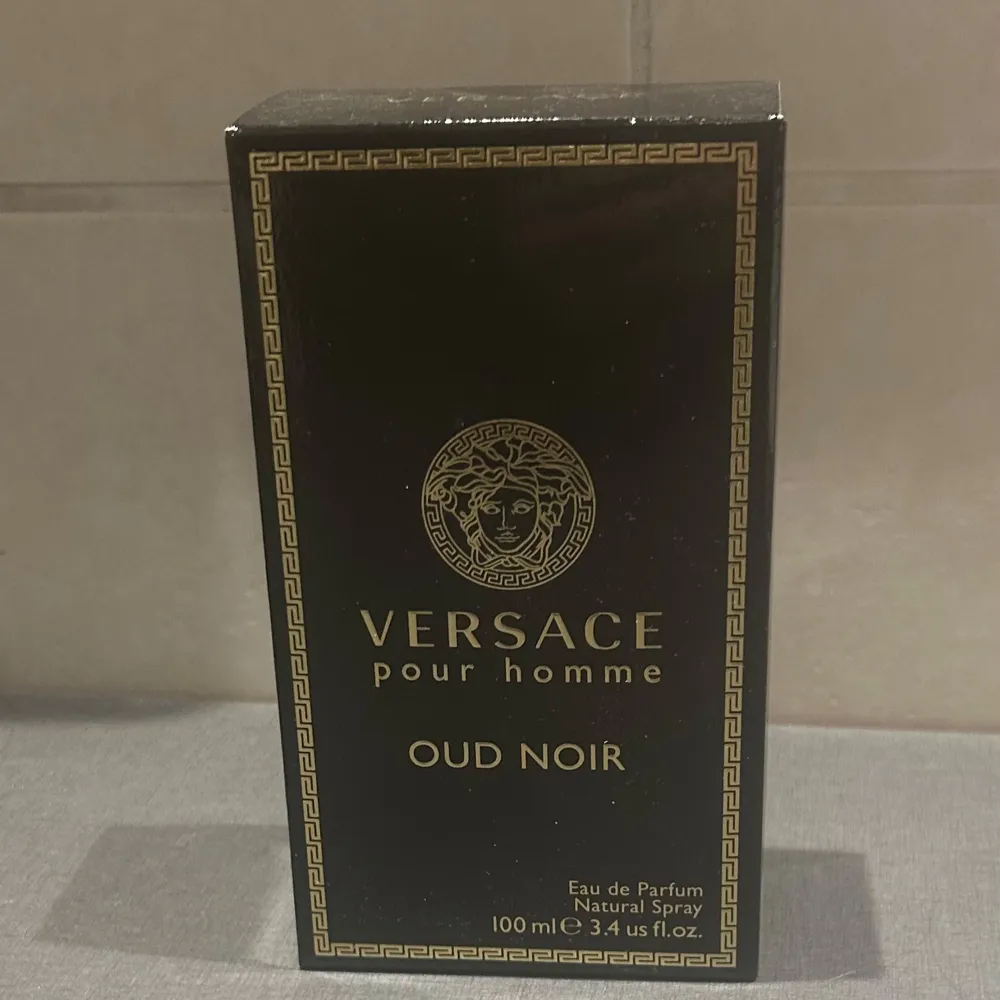 VERSACE
pour homme
OUD NOIR
Eau de Parfum
Natural Spray
100 ml ℮ 3.4 us fl.oz.